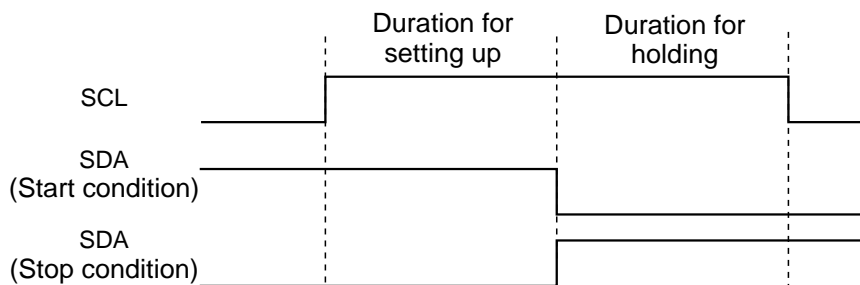 Duration for
setting up
Duration for
holding
SCL
SDA
(Start condition)
SDA
(Stop condition)